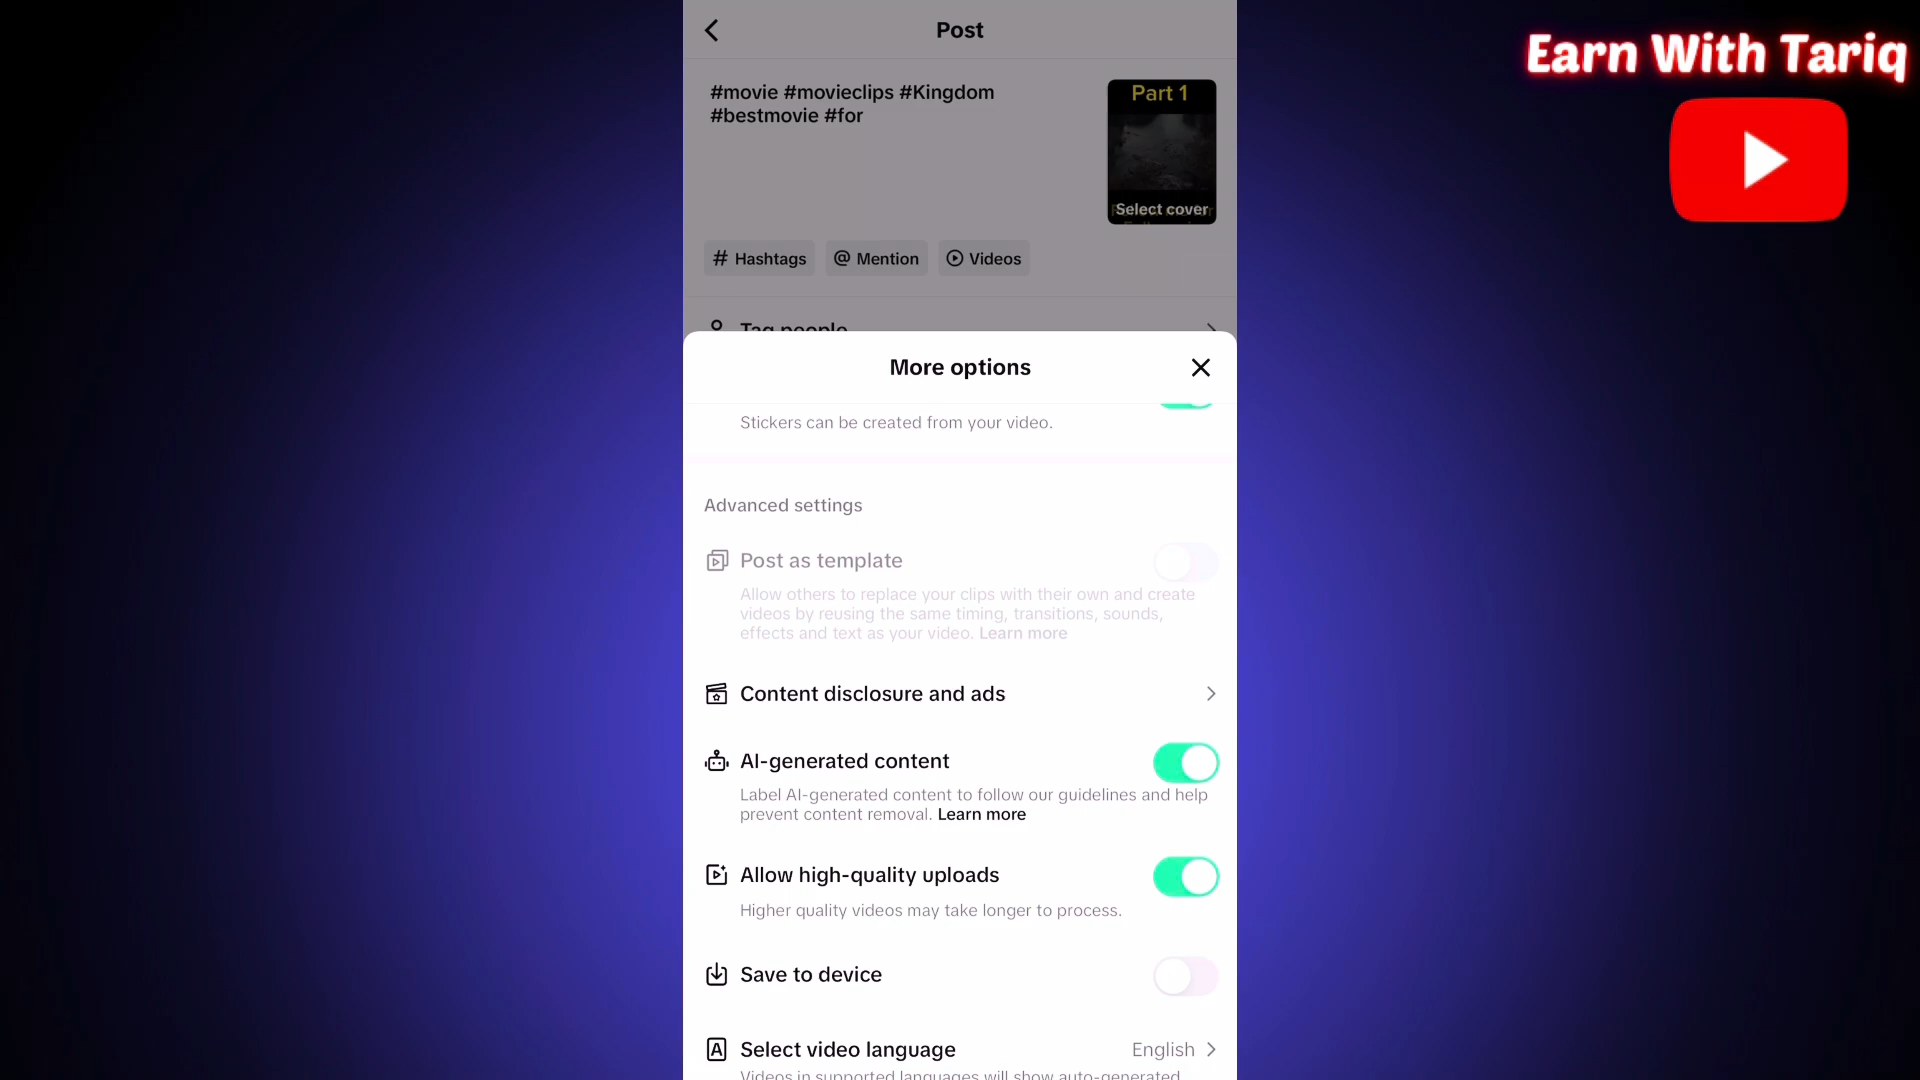 Post
Earn With Tariq
#movie #movieclips #Kingdom
#bestmovie #for
Part 1
Select cover
# Hashtags
@ Mention
Videos
Tag people
More options
Stickers can be created from your video.
Advanced settings
Post as template
Allow others to replace your clips with their own and create
videos by reusing the same timing, transitions, sounds,
effects and text as your video. Learn more
Content disclosure and ads
AI-generated content
Label AI-generated content to follow our guidelines and help
prevent content removal. Learn more
Allow high-quality uploads
Higher quality videos may take longer to process.
Save to device
A Select video language
English
Videos in supported languages will show auto-generated